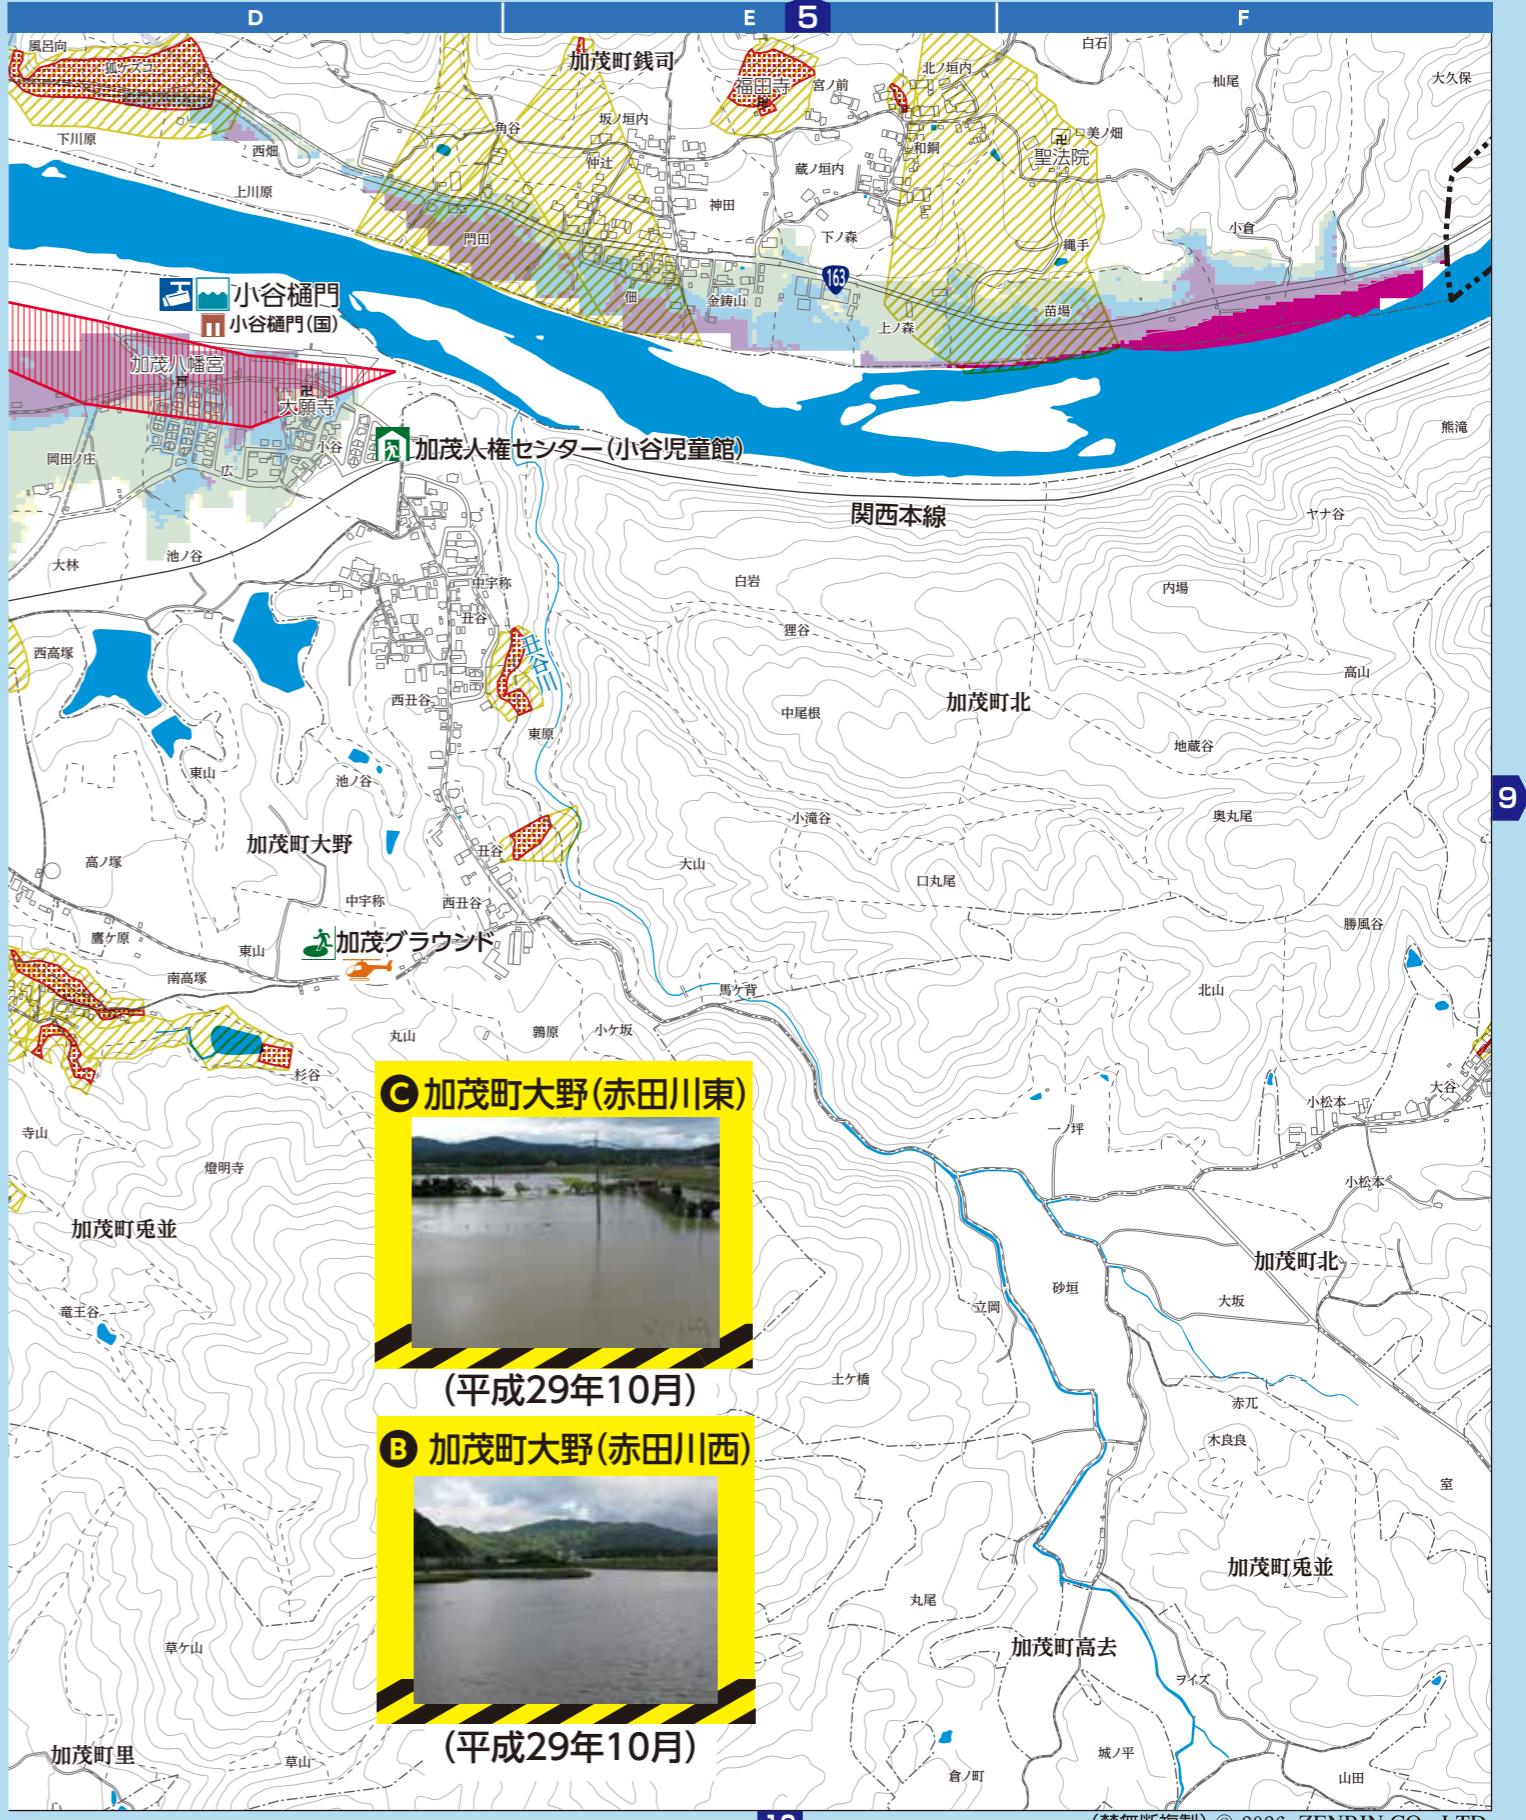 D
E
5
F
風呂向
狐ケズコ
加茂町銭司
福田寺
宮ノ前
北ノ垣内
白石
杣尾
大久保
下川原
西畑
角谷
坂ノ垣内
仲辻
和銅
美ノ畑
聖法院
上川原
蔵ノ垣内
神田
門田
下ノ森
縄手
小倉
163
佃
金鋳山
上ノ森
苗場
小谷樋門
小谷樋門(国)
加茂八幡宮
大願寺
小谷
岡田ノ庄
広
加茂人権センター(小谷児童館)
熊滝
関西本線
ヤナ谷
大林
池ノ谷
中宇称
白岩
内場
丑谷
狸谷
西高塚
丑谷川
高山
西丑谷
加茂町北
中尾根
東原
地蔵谷
東山
池ノ谷
9
小滝谷
奥丸尾
加茂町大野
高ノ塚
丑谷
大山
口丸尾
中宇称
西丑谷
勝風谷
鷹ケ原
東山
加茂グラウンド
南高塚
馬ケ背
北山
丸山
鶉原
小ケ坂
杉谷
大谷
C 加茂町大野(赤田川東)
小松本
一ノ坪
寺山
燈明寺
小松本
加茂町兎並
加茂町北
砂垣
大坂
立岡
竜王谷
土ケ橋
(平成29年10月)
赤兀
B 加茂町大野(赤田川西)
木良良
室
加茂町兎並
丸尾
草ケ山
加茂町高去
ヲイズ
(平成29年10月)
加茂町里
草山
城ノ平
倉ノ町
山田